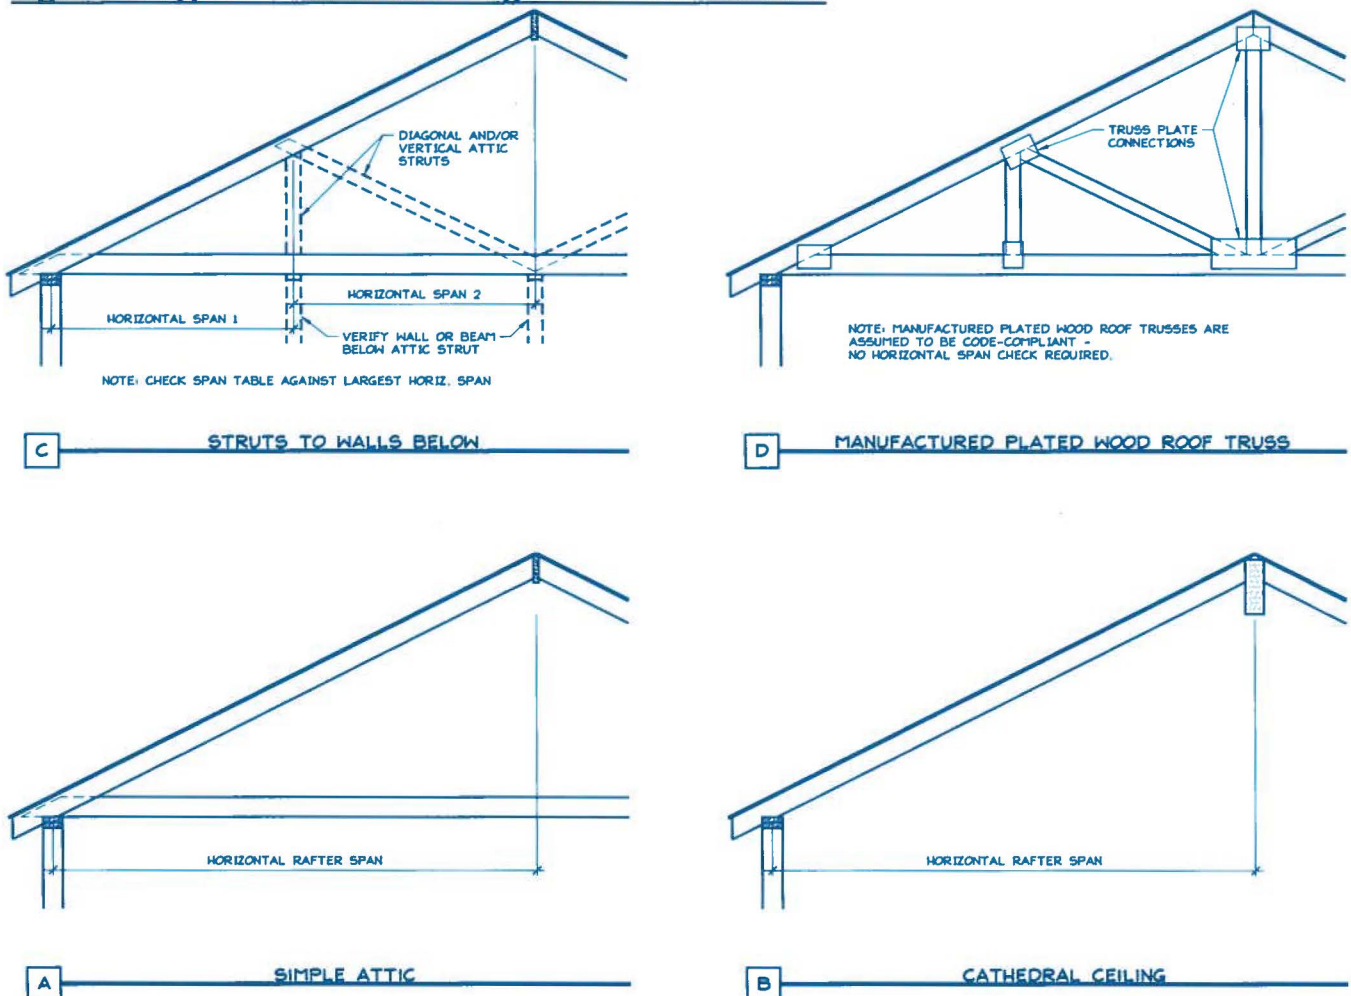 DIAGONAL AND/OR
VERTICAL ATTIC
STRUTS
HORIZONTAL SPAN 2
HORIZONTAL SPAN 1
VERIFY WALL OR BEAM
BELOW ATTIC STRUT
NOTE: CHECK SPAN TABLE AGAINST LARGEST HORIZ. SPAN
C STRUTS TO WALLS BELOW
TRUSS PLATE
CONNECTIONS
NOTE: MANUFACTURED PLATED WOOD ROOF TRUSSES ARE
ASSUMED TO BE CODE-COMPLIANT -
NO HORIZONTAL SPAN CHECK REQUIRED.
D MANUFACTURED PLATED WOOD ROOF TRUSS
HORIZONTAL RAFTER SPAN
A SIMPLE ATTIC
HORIZONTAL RAFTER SPAN
B CATHEDRAL CEILING